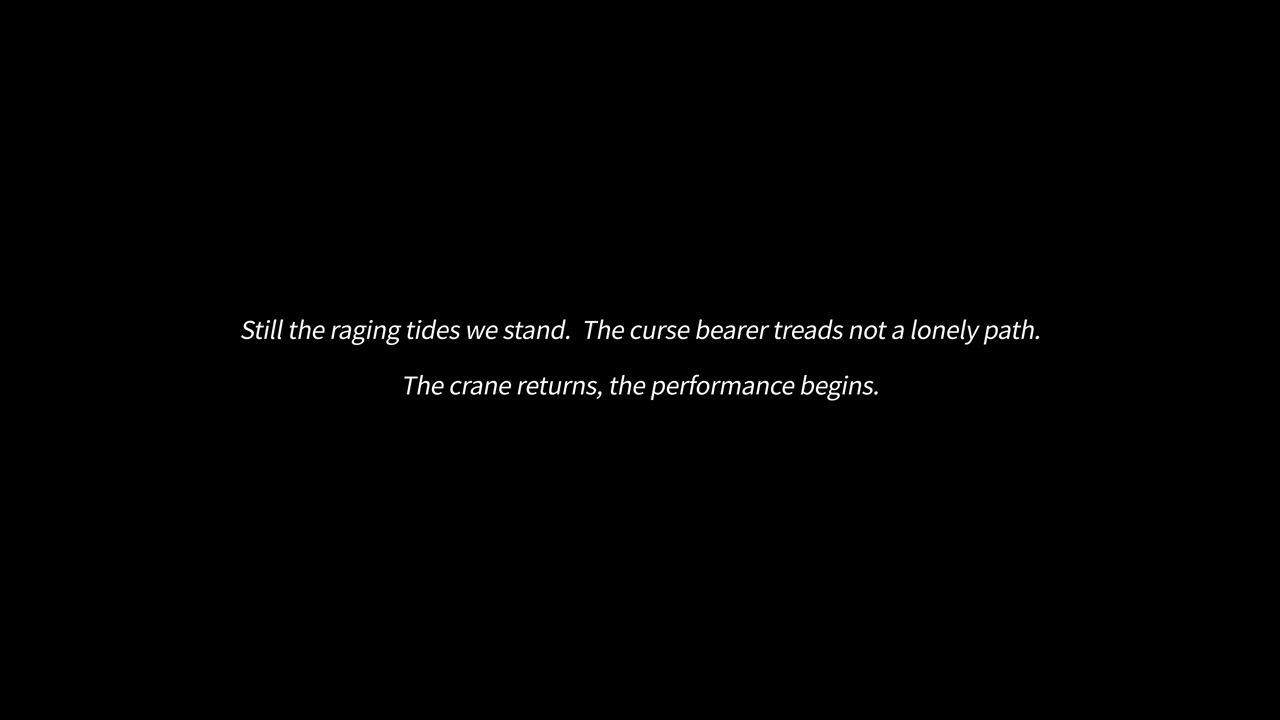 Still the raging tides we stand.  The curse bearer treads not a lonely path.
The crane returns, the performance begins.